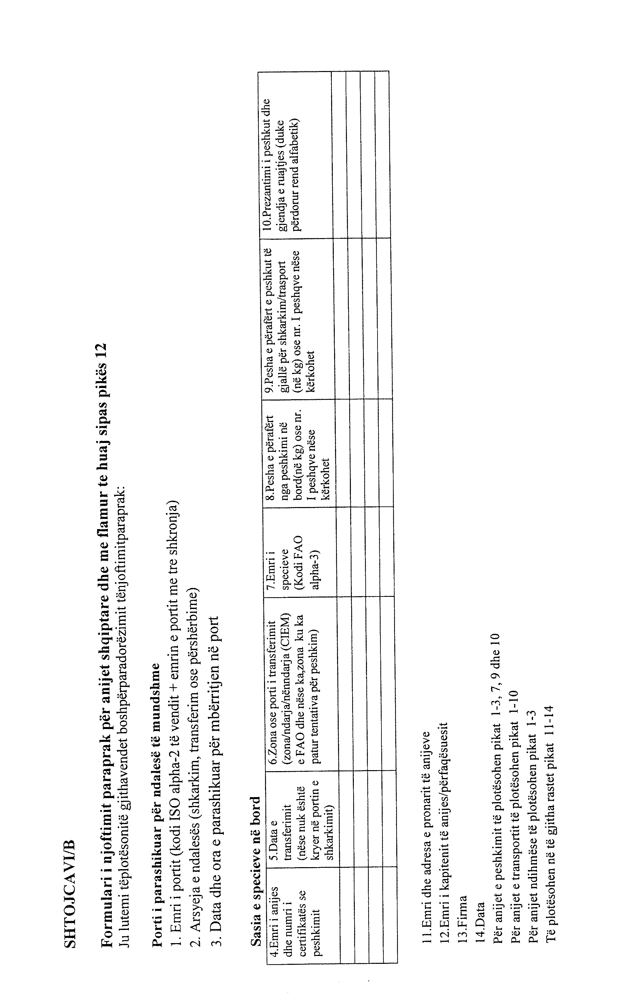 SHTOJCA VI/B
Formulari i njoftimit paraprak për anijet shqiptare dhe me flamur te huaj sipas pikës 12
Ju lutemi tëplotësonitë gjithavendet boshpërparadorëzimit tënjoftimitparaprak:
Porti i parashikuar për ndalesë të mundshme
1. Emri i portit (kodi ISO alpha-2 të vendit + emrin e portit me tre shkronja)
2. Arsyeja e ndalesës (shkarkim, transferim ose përshërbime)
3. Data dhe ora e parashikuar për mbërritjen në port
Sasia e specieve në bord
4.Emri i anijes
dhe numri i
certifikatës se
peshkimit
5.Data e
transferimit
(nëse nuk është
kryer në portin e
shkarkimit)
6.Zona ose porti i transferimit
(zona/ndarja/nënndarja (CIEM)
e FAO dhe nëse ka,zona ku ka
patur tentativa për peshkim)
7.Emri i
specieve
(Kodi FAO
alpha-3)
8.Pesha e përafërt
nga peshkimi në
bord(në kg) ose nr.
I peshqve nëse
kërkohet
9.Pesha e përafërt e peshkut të
gjallë për shkarkim/trasport
(në kg) ose nr. I peshqve nëse
kërkohet
10.Prezantimi i peshkut dhe
gjendja e ruajtjes (duke
përdorur rend alfabetik)
11.Emri dhe adresa e pronarit të anijeve
12.Emri i kapitenit të anijes/përfaqësuesit
13.Firma
14.Data
Për anijet e peshkimit të plotësohen pikat 1-3, 7, 9 dhe 10
Për anijet e transportit të plotësohen pikat 1-10
Për anijet ndihmëse të plotësohen pikat 1-3
Të plotësohen në të gjitha rastet pikat 11-14